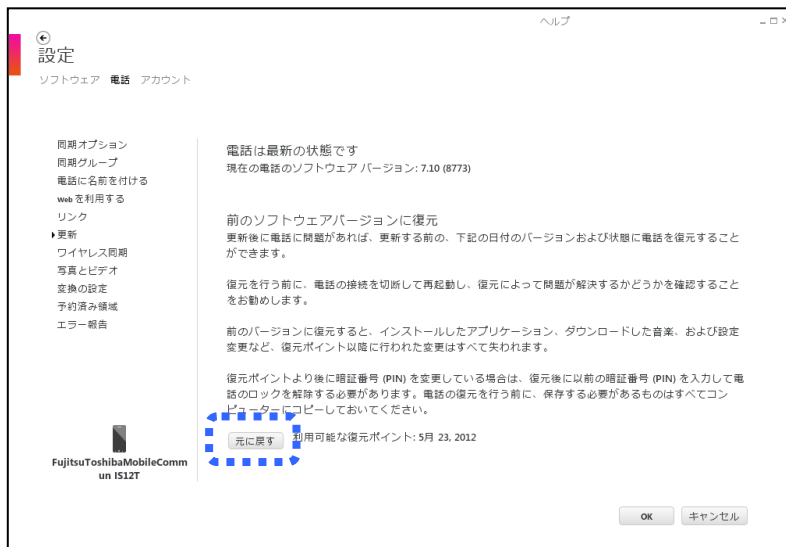 ヘルプ
設定
ソフトウェア 電話 アカウント
同期オプション
同期グループ
電話に名前を付ける
Web を利用する
リンク
更新
ワイヤレス同期
写真とビデオ
変換の設定
予約済み領域
エラー報告
電話は最新の状態です
現在の電話のソフトウェア バージョン: 7.10 (8773)
前のソフトウェアバージョンに復元
更新後に電話に問題があれば、更新する前の、下記の日付のバージョンおよび状態に電話を復元すること
ができます。
復元を行う前に、電話の接続を切断して再起動し、復元によって問題が解決するかどうかを確認すること
をお勧めします。
前のバージョンに復元すると、インストールしたアプリケーション、ダウンロードした音楽、および設定
変更など、復元ポイント以降に行われた変更はすべて失われます。
復元ポイントより後に暗証番号 (PIN) を変更している場合は、復元後に以前の暗証番号 (PIN) を入力して電
話のロックを解除する必要があります。電話の復元を行う前に、保存する必要があるものはすべてコン
ピューターにコピーしておいてください。
元に戻す 利用可能な復元ポイント: 5月 23, 2012
FujitsuToshibaMobileComm
un IS12T
OK キャンセル